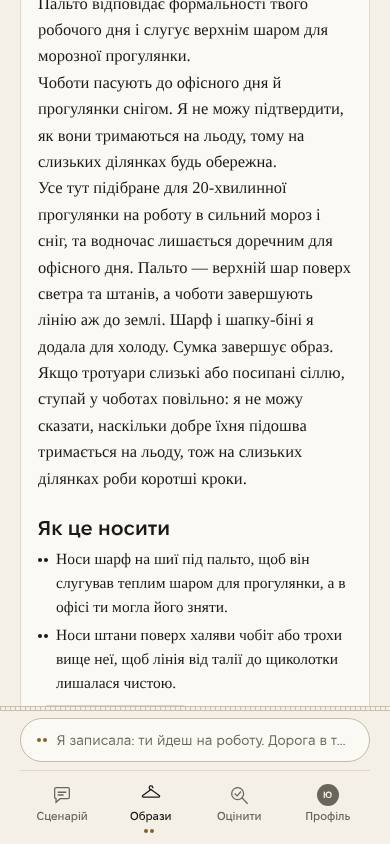 Пальто відповідає формальності твого
робочого дня і слугує верхнім шаром для
морозної прогулянки.
Чоботи пасують до офісного дня й
прогулянки снігом. Я не можу підтвердити,
як вони тримаються на льоду, тому на
слизьких ділянках будь обережна.
Усе тут підібране для 20-хвилинної
прогулянки на роботу в сильний мороз і
сніг, та водночас лишається доречним для
офісного дня. Пальто — верхній шар поверх
светра та штанів, а чоботи завершують
лінію аж до землі. Шарф і шапку-біні я
додала для холоду. Сумка завершує образ.
Якщо тротуари слизькі або посипані сіллю,
ступай у чоботах повільно: я не можу
сказати, наскільки добре їхня підошва
тримається на льоду, тож на слизьких
ділянках роби коротші кроки.
Як це носити
Носи шарф на шиї під пальто, щоб він
слугував теплим шаром для прогулянки, а в
офісі ти могла його зняти.
Носи штани поверх халяви чобіт або трохи
вище неї, щоб лінія від талії до щиколотки
лишалася чистою.
Я записала: ти йдеш на роботу. Дорога в т...
Сценарій
Образи
Оцінити
Ю
Профіль